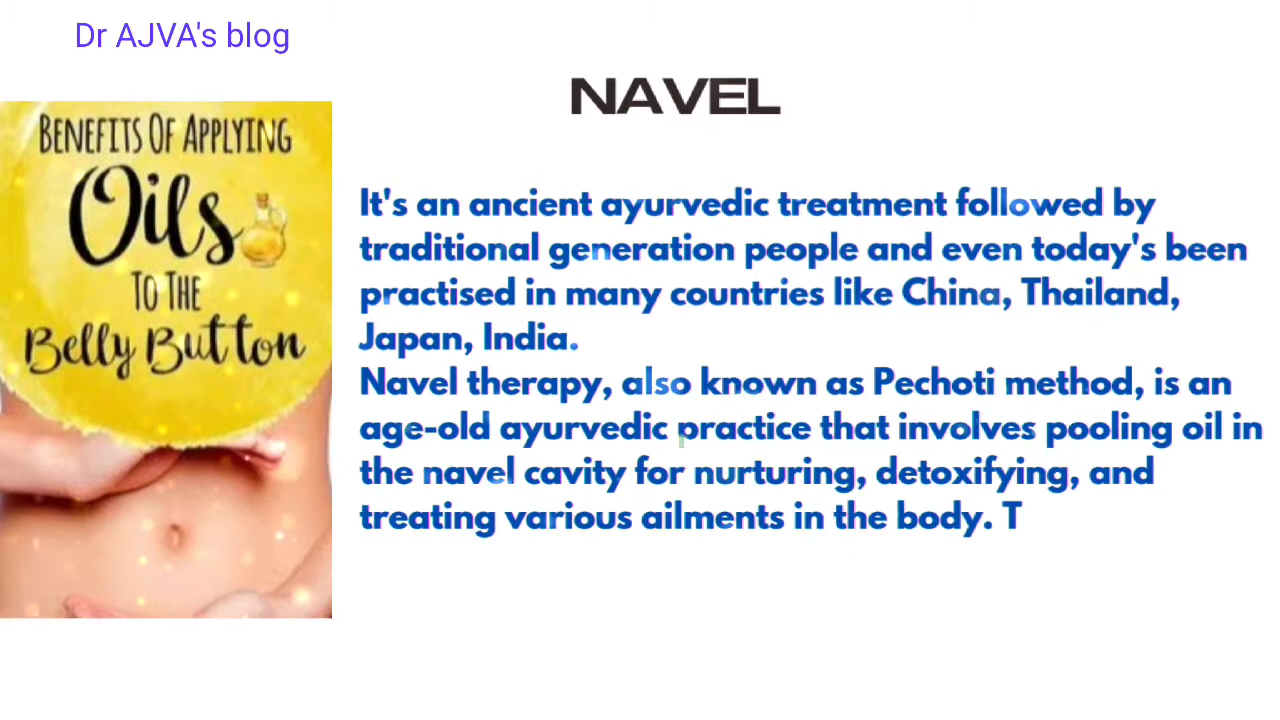 Dr AJVA's blog
NAVEL
BENEFITS OF APPLYING
Oils
TO THE
Belly Button
It's an ancient ayurvedic treatment followed by
traditional generation people and even today's been
practised in many countries like China, Thailand,
Japan, India.
Navel therapy, also known as Pechoti method, is an
age-old ayurvedic practice that involves pooling oil in
the navel cavity for nurturing, detoxifying, and
treating various ailments in the body. T